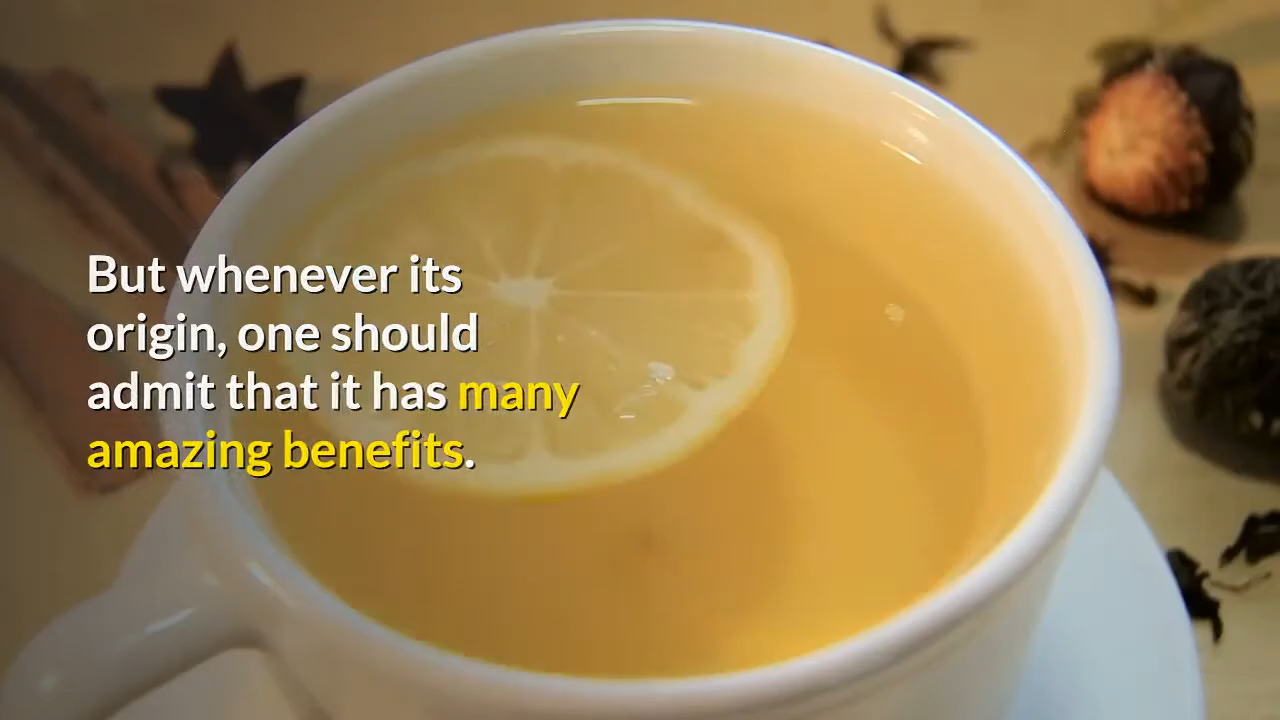 But whenever its
origin, one should
admit that it has many
amazing benefits.